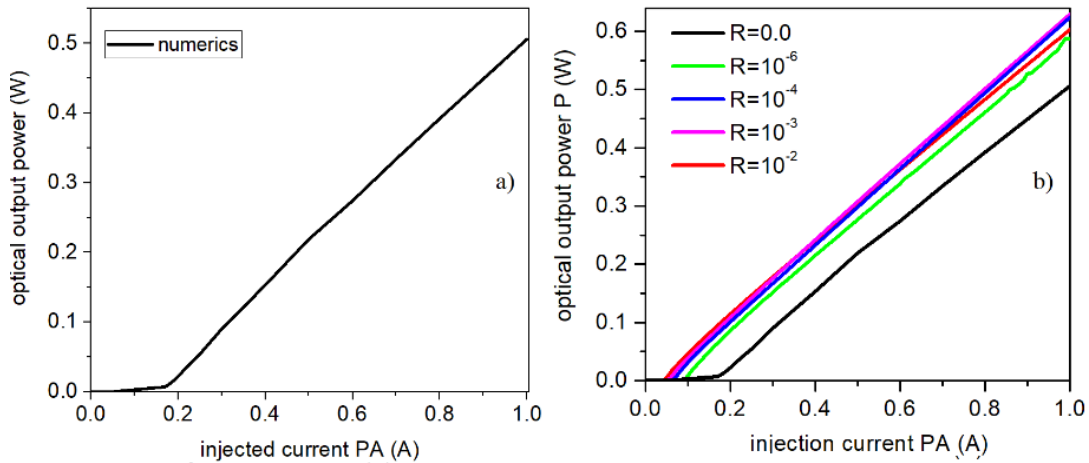 0.5
0.4
0.3
0.2
0.1
0.0
optical output power (W)
numerics
a)
0.0 0.2 0.4 0.6 0.8 1.0
injected current PA (A)
0.6
0.5
0.4
0.3
0.2
0.1
0.0
optical output power P (W)
R=0.0
R=10⁻⁶
R=10⁻⁴
R=10⁻³
R=10⁻²
b)
0.0 0.2 0.4 0.6 0.8 1.0
injection current PA (A)